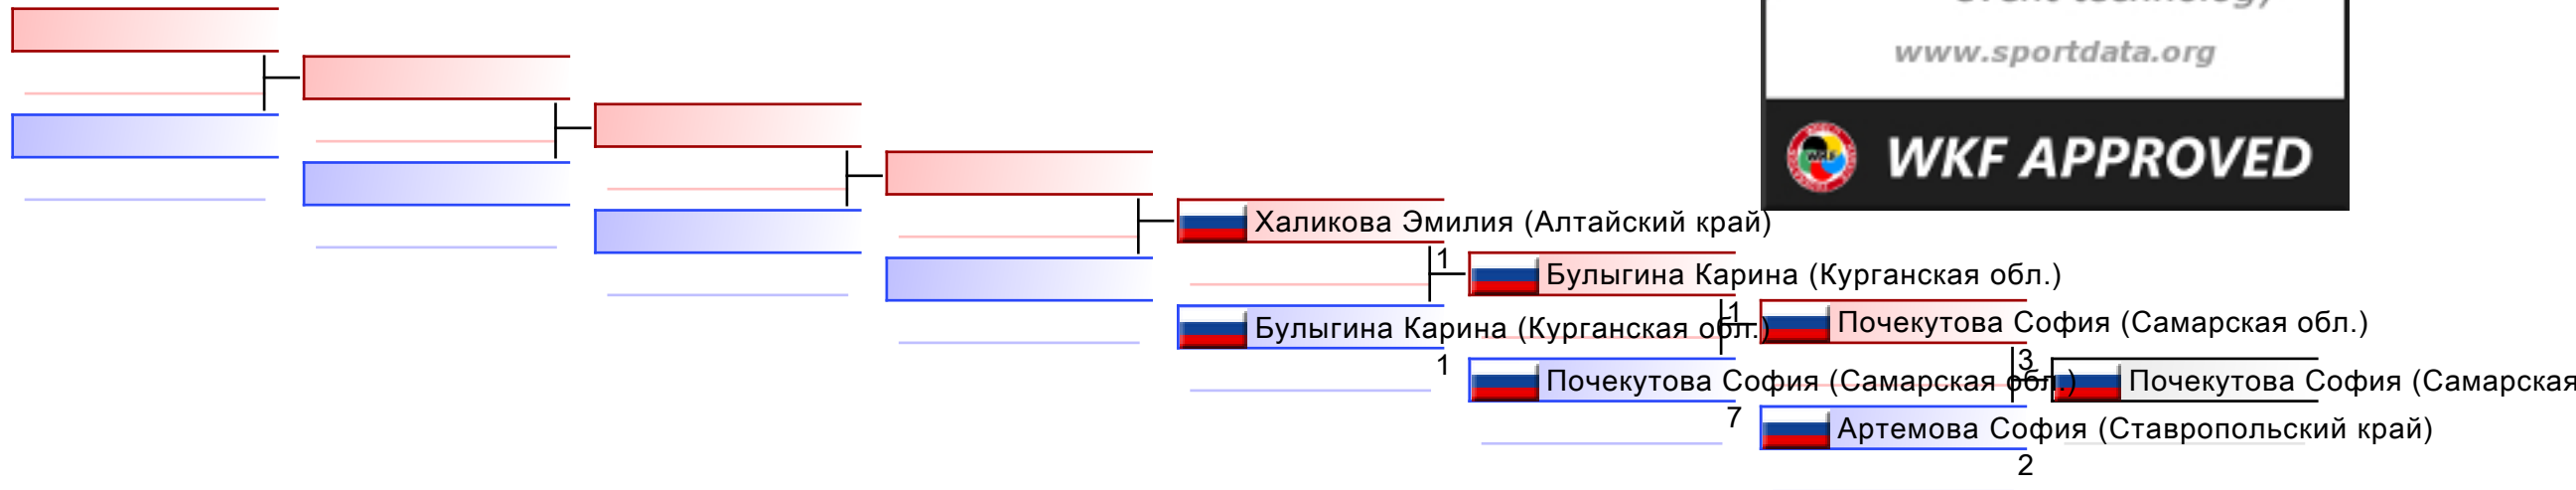 www.sportdata.org
WKF APPROVED
Халикова Эмилия (Алтайский край)
1
Булыгина Карина (Курганская обл.)
1
Булыгина Карина (Курганская обл.)
1
Почекутова София (Самарская обл.)
7
Почекутова София (Самарская обл.)
3
Артемова София (Ставропольский край)
2
Почекутова София (Самарская